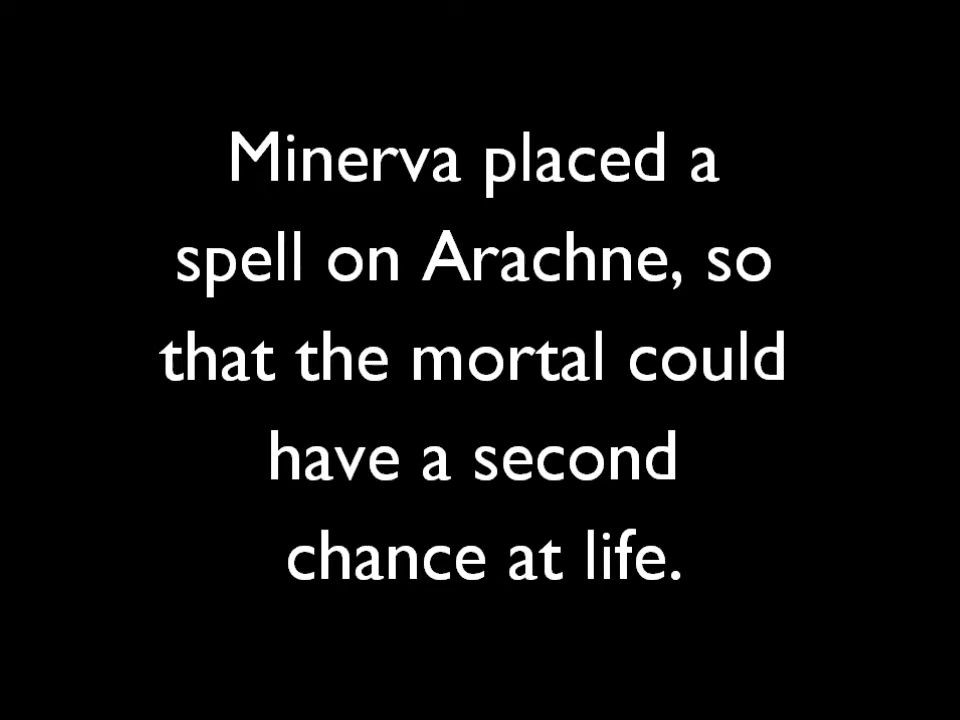 Minerva placed a
spell on Arachne, so
that the mortal could
have a second
chance at life.